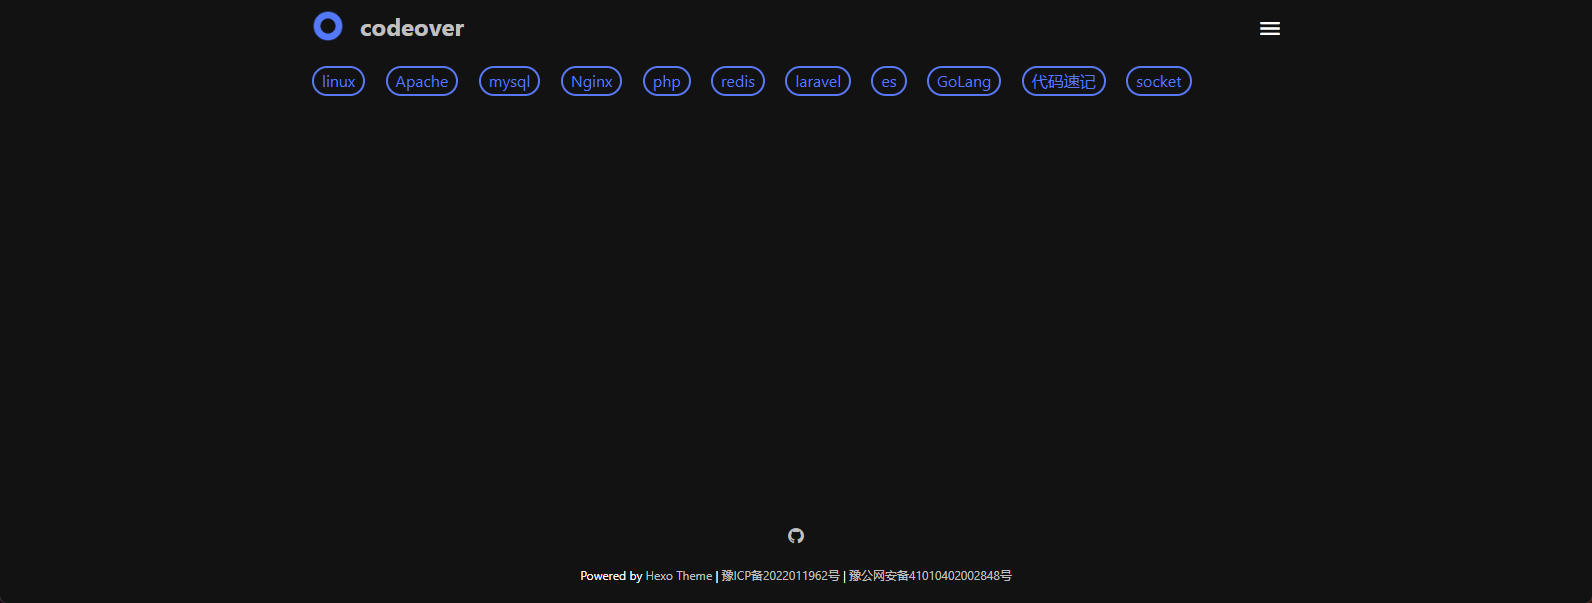 codeover
linux Apache mysql Nginx php redis laravel es GoLang 代码速记 socket
Powered by Hexo Theme | 豫ICP备2022011962号 | 豫公网安备41010402002848号